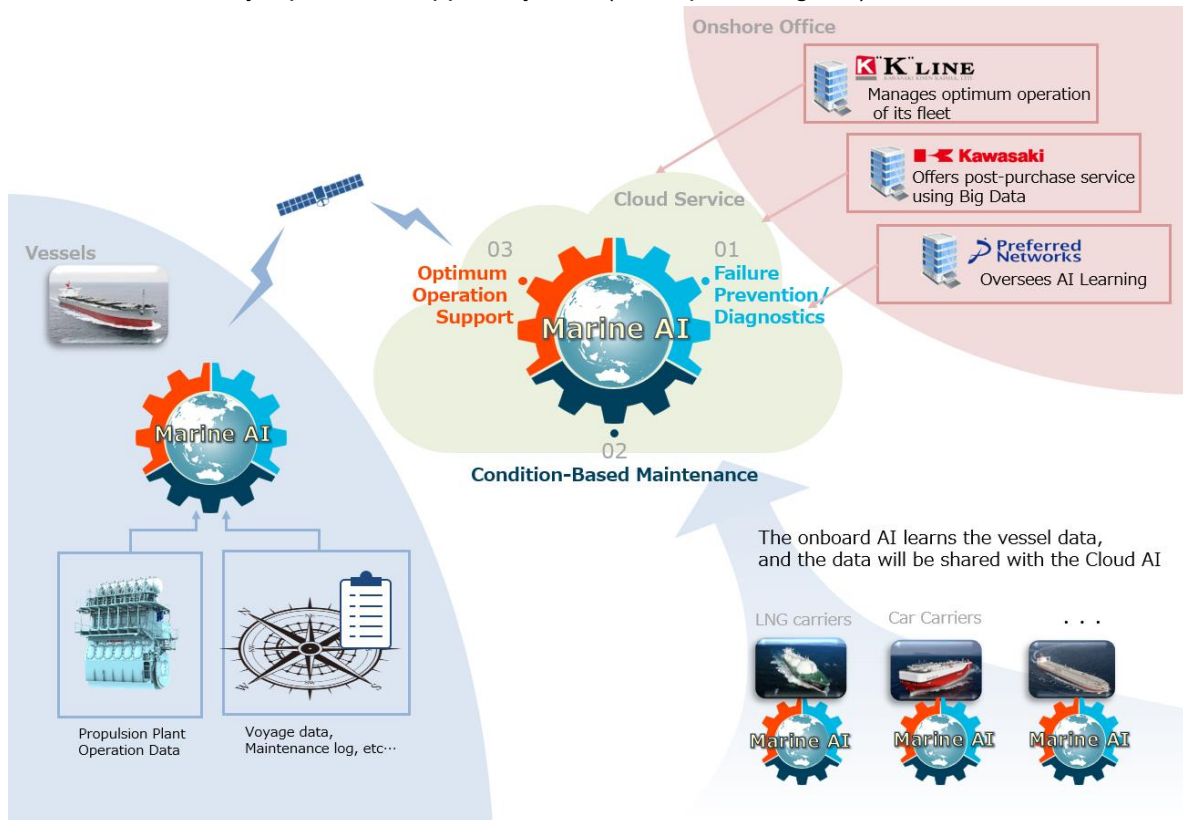 Onshore Office
K "K" LINE
KAWASAKI KISEN KAISHA, LTD.
Manages optimum operation
of its fleet
Kawasaki
Offers post-purchase service
using Big Data
Preferred
Networks
Oversees AI Learning
Cloud Service
03
Optimum
Operation
Support
01
Failure
Prevention/
Diagnostics
Marine AI
02
Condition-Based Maintenance
Vessels
Marine AI
N
W
S
Propulsion Plant
Operation Data
Voyage data,
Maintenance log, etc…
The onboard AI learns the vessel data,
and the data will be shared with the Cloud AI
LNG carriers
Car Carriers
. . .
Marine AI
Marine AI
Marine AI